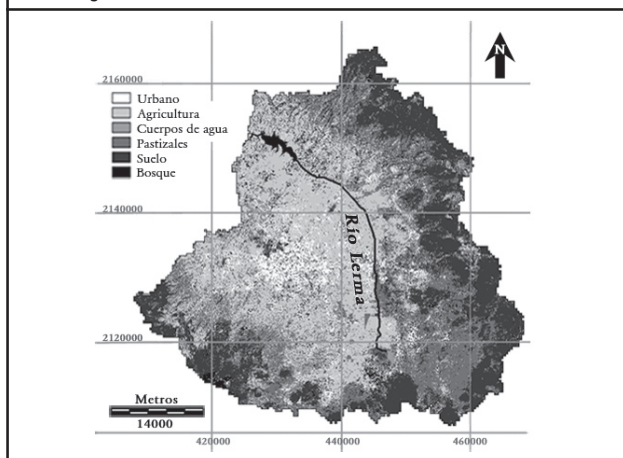 N
2160000
Urbano
Agricultura
Cuerpos de agua
Pastizales
Suelo
Bosque
2140000
Río Lerma
2120000
Metros
14000
420000
440000
460000